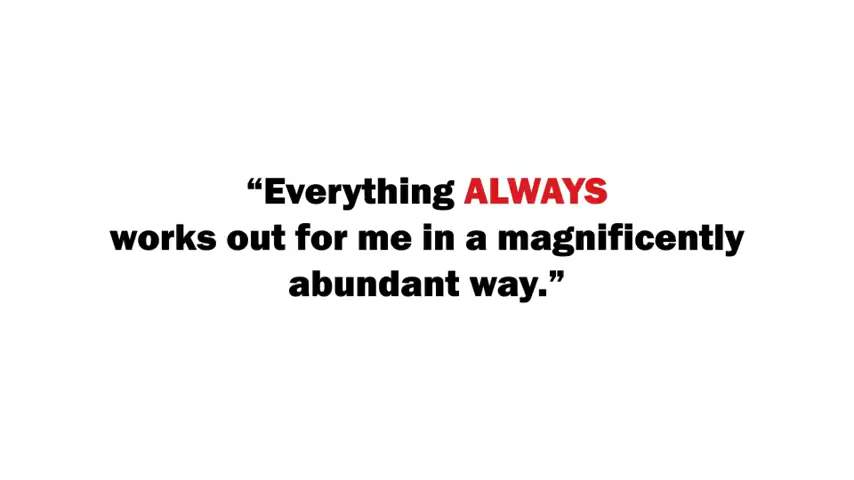 “Everything ALWAYS
works out for me in a magnificently
abundant way.”